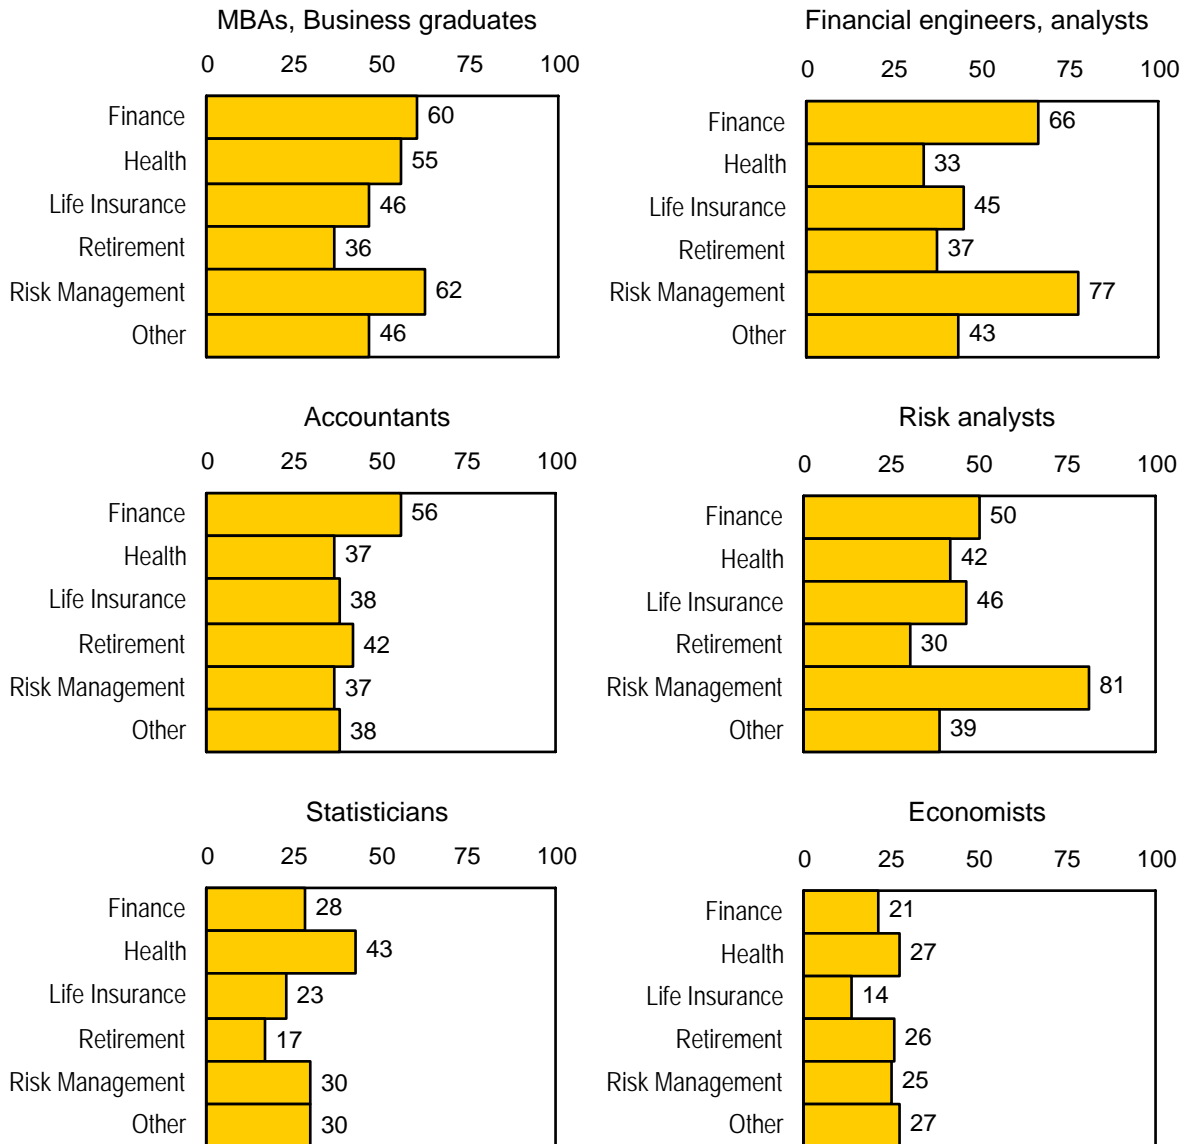 MBAs, Business graduates
0 25 50 75 100
Finance 60
Health 55
Life Insurance 46
Retirement 36
Risk Management 62
Other 46
Financial engineers, analysts
0 25 50 75 100
Finance 66
Health 33
Life Insurance 45
Retirement 37
Risk Management 77
Other 43
Accountants
0 25 50 75 100
Finance 56
Health 37
Life Insurance 38
Retirement 42
Risk Management 37
Other 38
Risk analysts
0 25 50 75 100
Finance 50
Health 42
Life Insurance 46
Retirement 30
Risk Management 81
Other 39
Statisticians
0 25 50 75 100
Finance 28
Health 43
Life Insurance 23
Retirement 17
Risk Management 30
Other 30
Economists
0 25 50 75 100
Finance 21
Health 27
Life Insurance 14
Retirement 26
Risk Management 25
Other 27